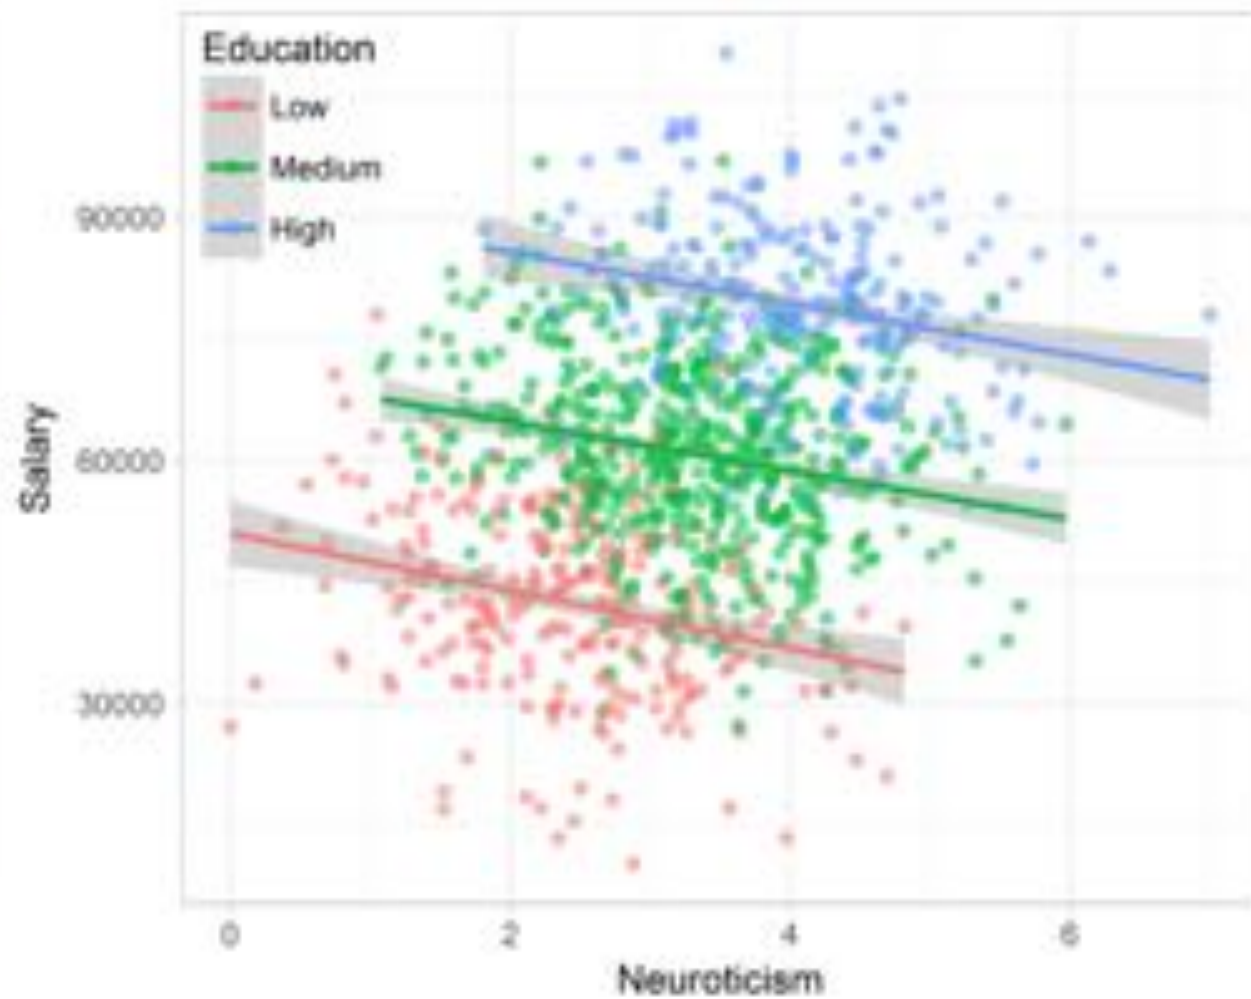 Education
Low
Medium
High
90000
60000
30000
Salary
0
2
4
6
Neuroticism